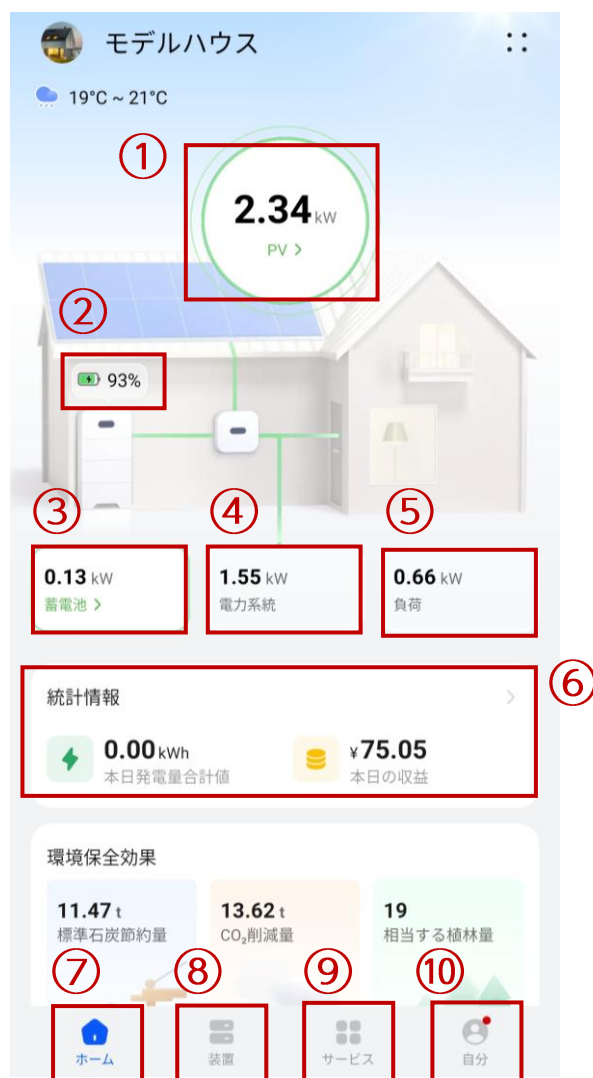 モデルハウス
19°C ~ 21°C
①
2.34 kW
PV >
②
93%
③ ④ ⑤
0.13 kW 1.55 kW 0.66 kW
蓄電池 > 電力系統 負荷
⑥
統計情報 >
0.00 kWh ¥75.05
本日発電量合計値 本日の収益
環境保全効果
11.47 t 13.62 t 19
標準石炭節約量 CO₂削減量 相当する植林量
⑦ ⑧ ⑨ ⑩
ホーム 装置 サービス 自分